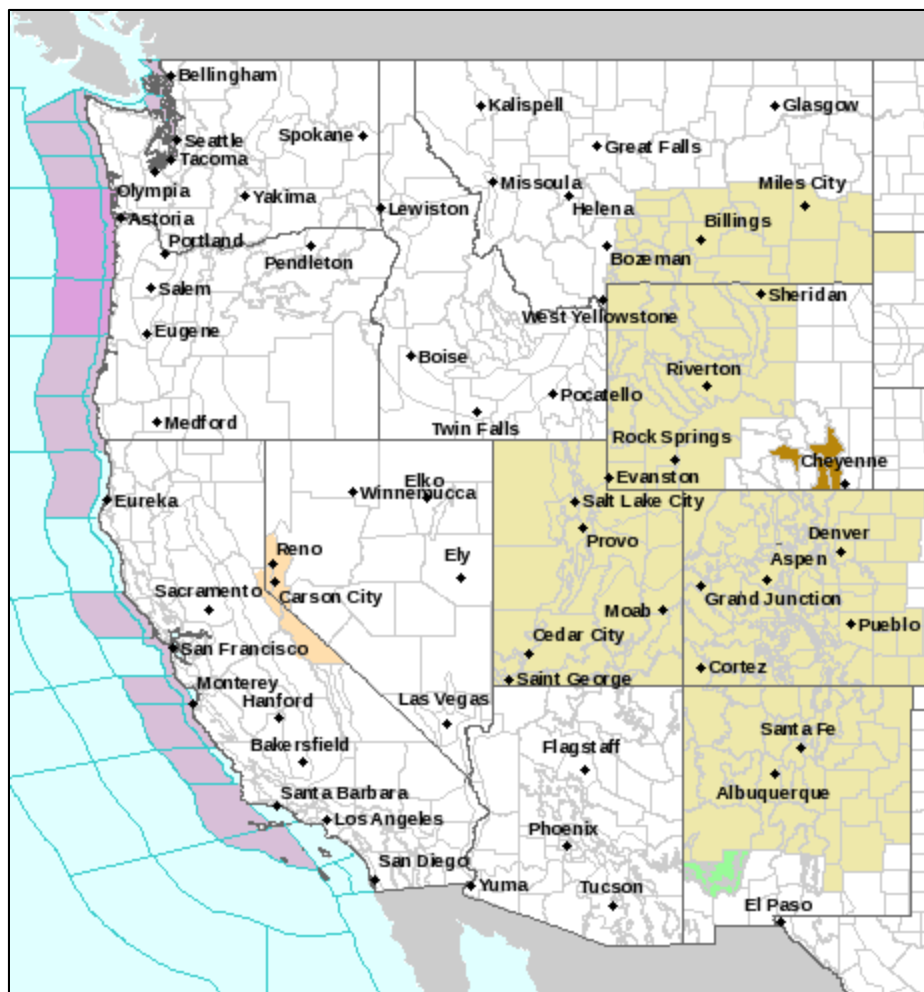 Bellingham
Kalispell
Glasgow
Seattle
Spokane
Great Falls
Tacoma
Olympia
Missoula
Miles City
Yakima
Lewiston
Helena
Astoria
Billings
Portland
Pendleton
Bozeman
Salem
Sheridan
West Yellowstone
Eugene
Boise
Riverton
Pocatello
Medford
Twin Falls
Rock Springs
Cheyenne
Elko
Evanston
Winnemucca
Eureka
Salt Lake City
Denver
Provo
Reno
Ely
Aspen
Sacramento
Carson City
Grand Junction
Moab
Pueblo
Cedar City
San Francisco
Cortez
Saint George
Monterey
Hanford
Las Vegas
Santa Fe
Bakersfield
Flagstaff
Santa Barbara
Albuquerque
Los Angeles
Phoenix
San Diego
Yuma
Tucson
El Paso